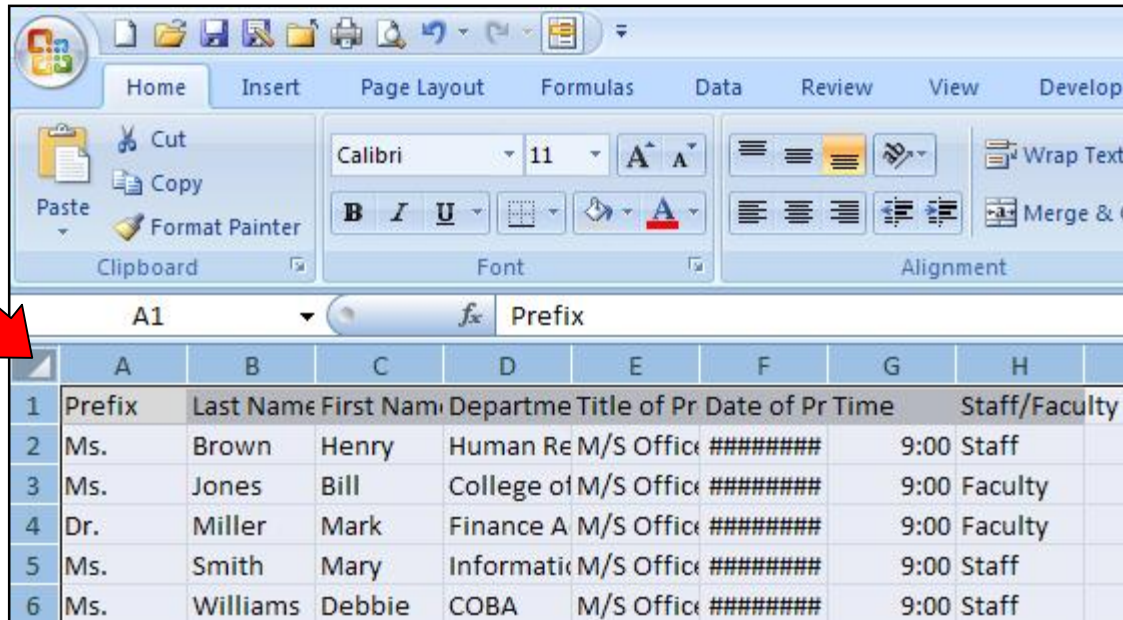 Home Insert Page Layout Formulas Data Review View Develop
Paste
Cut
Copy
Format Painter
Calibri 11 A A
B I U A
Wrap Text
Merge &
Clipboard Font Alignment
A1 fx Prefix
A B C D E F G H
1 Prefix Last Name First Nam Departme Title of Pr Date of Pr Time Staff/Faculty
2 Ms. Brown Henry Human Re M/S Office ######## 9:00 Staff
3 Ms. Jones Bill College of M/S Office ######## 9:00 Faculty
4 Dr. Miller Mark Finance A M/S Office ######## 9:00 Faculty
5 Ms. Smith Mary Informatic M/S Office ######## 9:00 Staff
6 Ms. Williams Debbie COBA M/S Office ######## 9:00 Staff